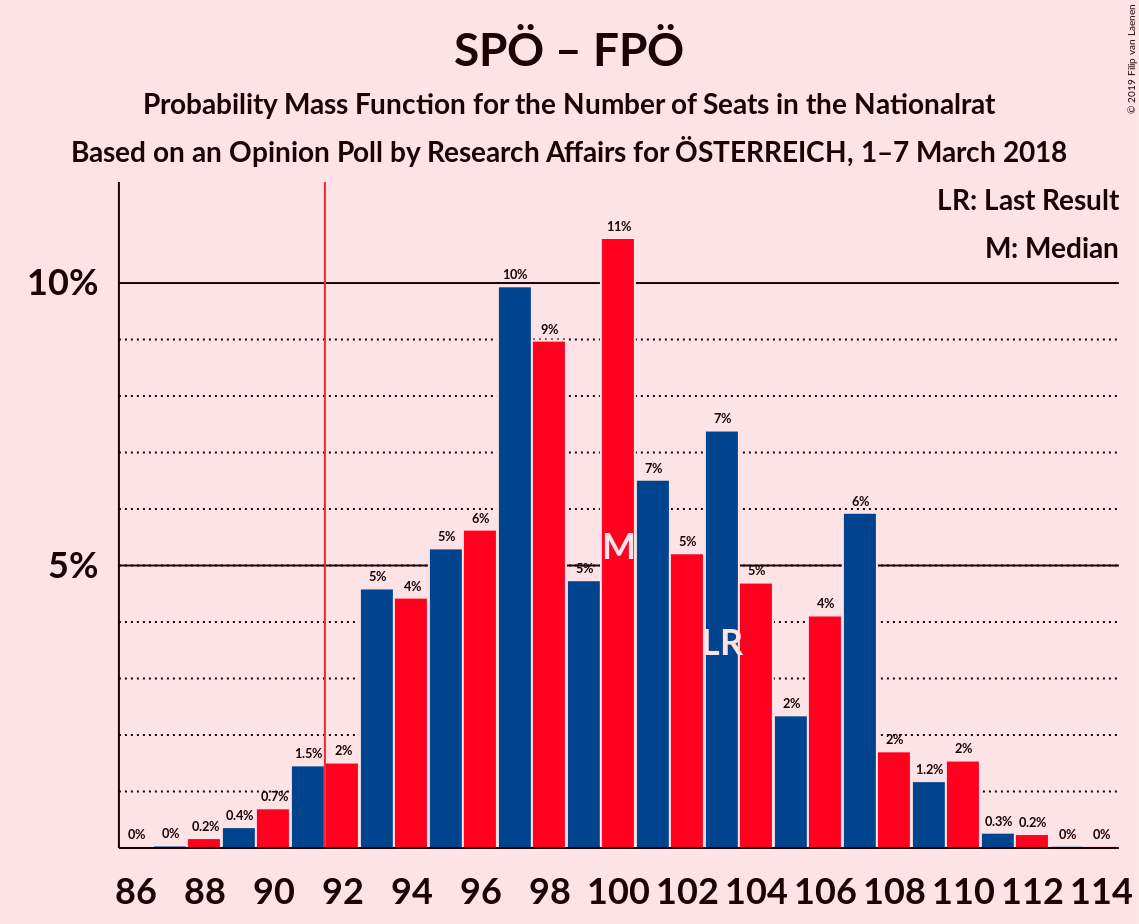 SPÖ – FPÖ
Probability Mass Function for the Number of Seats in the Nationalrat
Based on an Opinion Poll by Research Affairs for ÖSTERREICH, 1–7 March 2018
© 2019 Filip van Laenen
LR: Last Result
M: Median
10%
5%
0% 0% 0.2% 0.4% 0.7% 1.5% 2% 5% 4% 5% 6% 10% 9% 5% 11% 7% 5% 7% 5% 2% 4% 6% 2% 1.2% 2% 0.3% 0.2% 0% 0%
M
LR
86 88 90 92 94 96 98 100 102 104 106 108 110 112 114